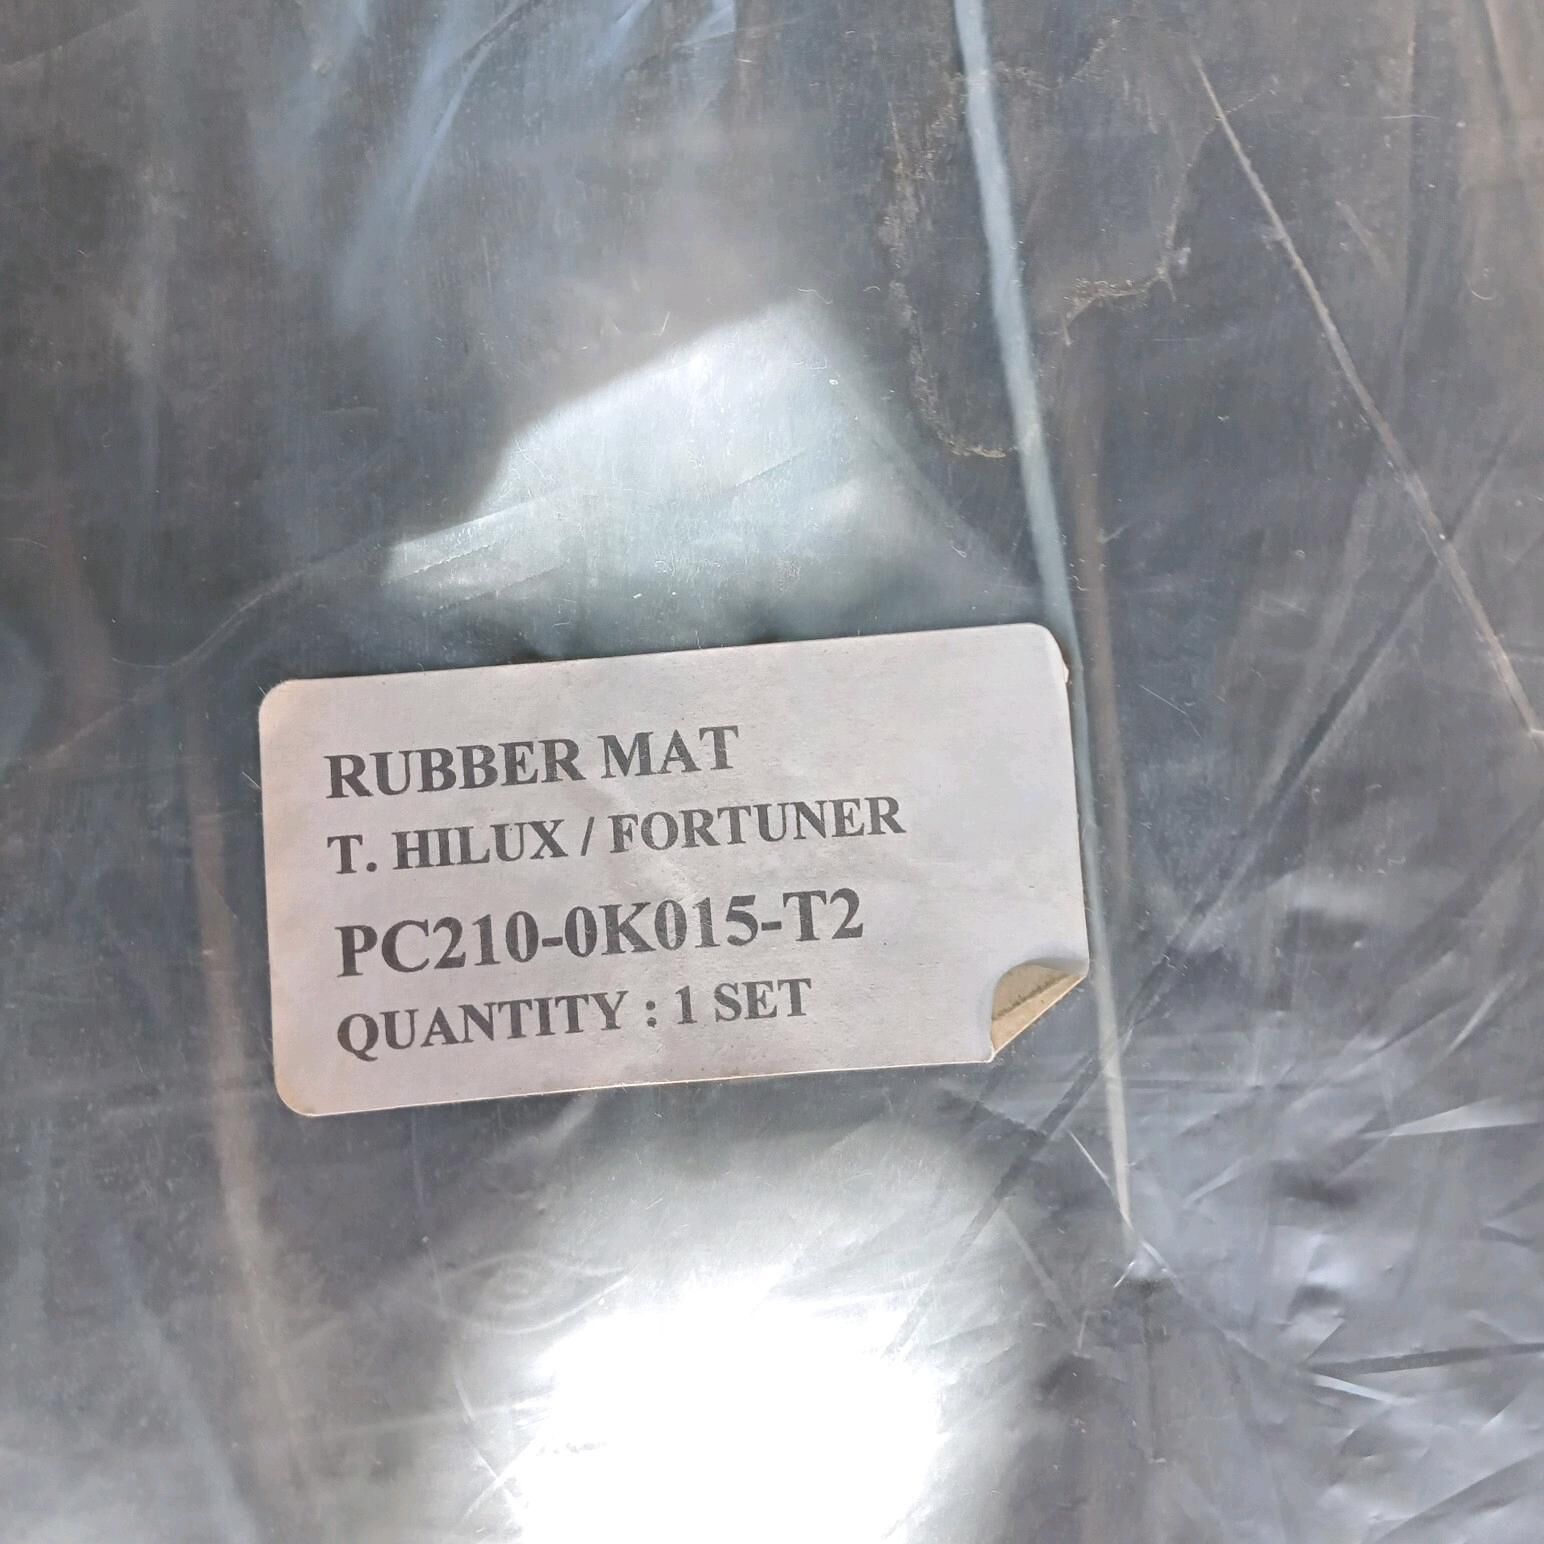 RUBBER MAT
T. HILUX / FORTUNER
PC210-0K015-T2
QUANTITY : 1 SET